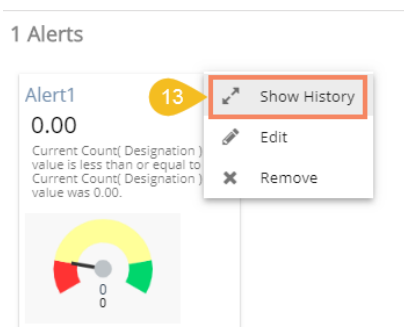 1 Alerts
Alert1
0.00
Current Count( Designation )
value is less than or equal to
Current Count( Designation )
value was 0.00.
0
0
13
Show History
Edit
Remove